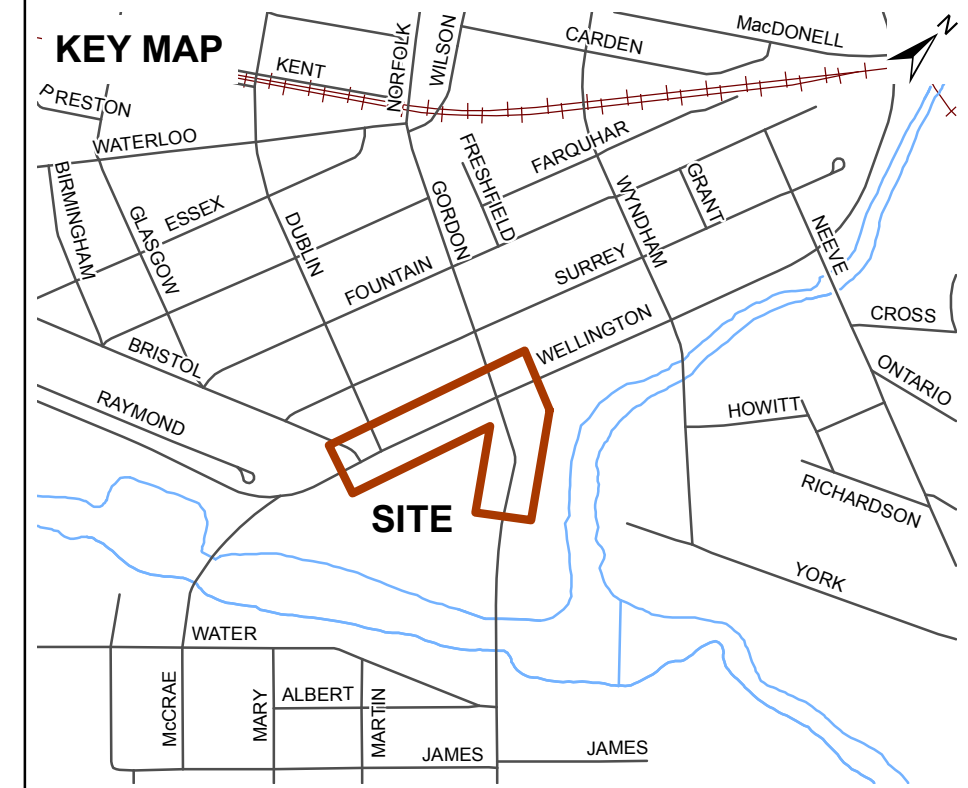 KEY MAP
NORFOLK
WILSON
CARDEN
MacDONELL
N
KENT
PRESTON
WATERLOO
FARQUHAR
FRESHFIELD
BIRMINGHAM
GLASGOW
ESSEX
DUBLIN
GORDON
WYNDHAM
GRANT
NEEVE
FOUNTAIN
SURREY
WELLINGTON
CROSS
BRISTOL
ONTARIO
RAYMOND
HOWITT
SITE
RICHARDSON
YORK
WATER
McCRAE
MARY
ALBERT
MARTIN
JAMES
JAMES